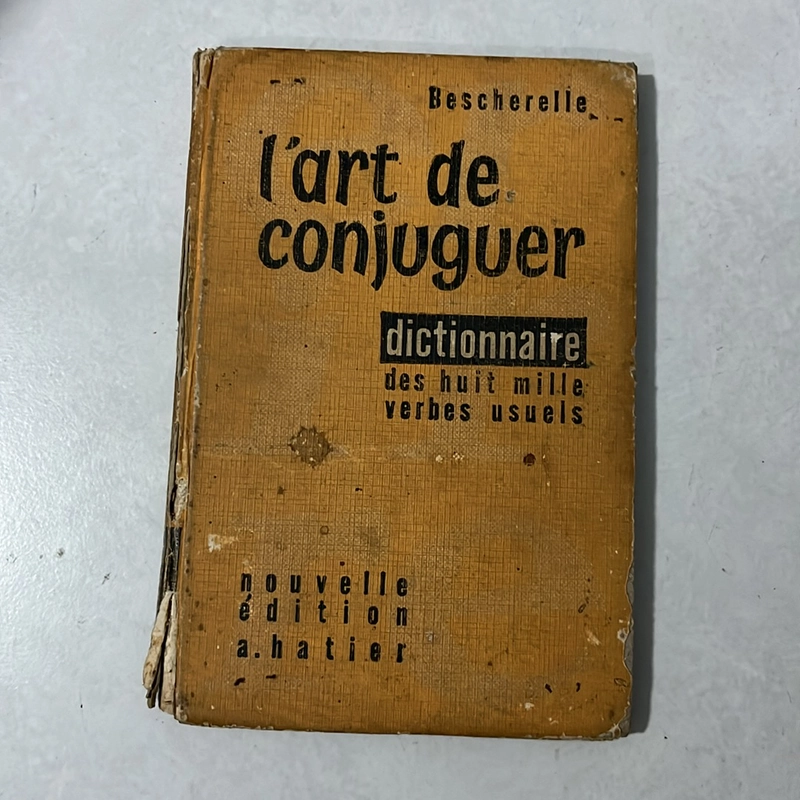 Bescherelle
l'art de
conjuguer
dictionnaire
des huit mille
verbes usuels
nouvelle
édition
a.hatier